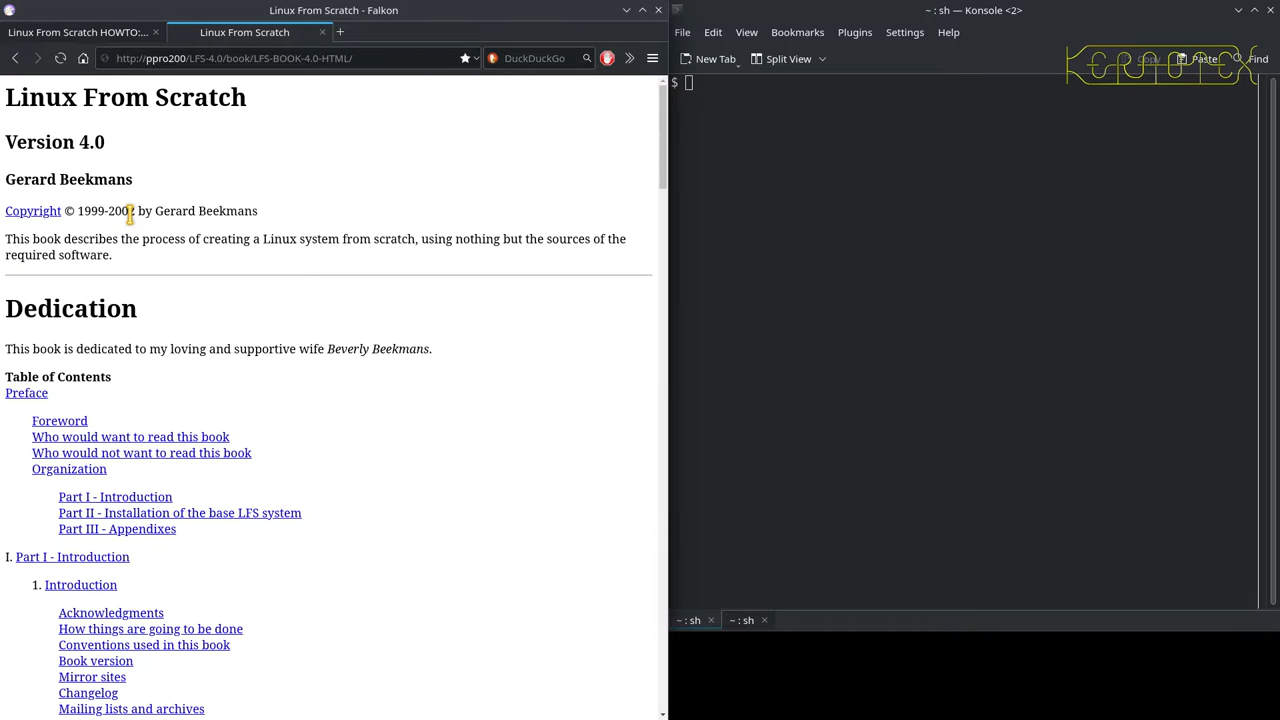 Linux From Scratch - Falkon
Linux From Scratch HOWTO:...
Linux From Scratch
http://ppro200/LFS-4.0/book/LFS-BOOK-4.0-HTML/
DuckDuckGo
Linux From Scratch
Version 4.0
Gerard Beekmans
Copyright © 1999-2002 by Gerard Beekmans
This book describes the process of creating a Linux system from scratch, using nothing but the sources of the
required software.
Dedication
This book is dedicated to my loving and supportive wife Beverly Beekmans.
Table of Contents
Preface
Foreword
Who would want to read this book
Who would not want to read this book
Organization
Part I - Introduction
Part II - Installation of the base LFS system
Part III - Appendixes
I. Part I - Introduction
1. Introduction
Acknowledgments
How things are going to be done
Conventions used in this book
Book version
Mirror sites
Changelog
Mailing lists and archives
~ : sh — Konsole <2>
File Edit View Bookmarks Plugins Settings Help
New Tab Split View Copy Paste Find
$
~ : sh ~ : sh